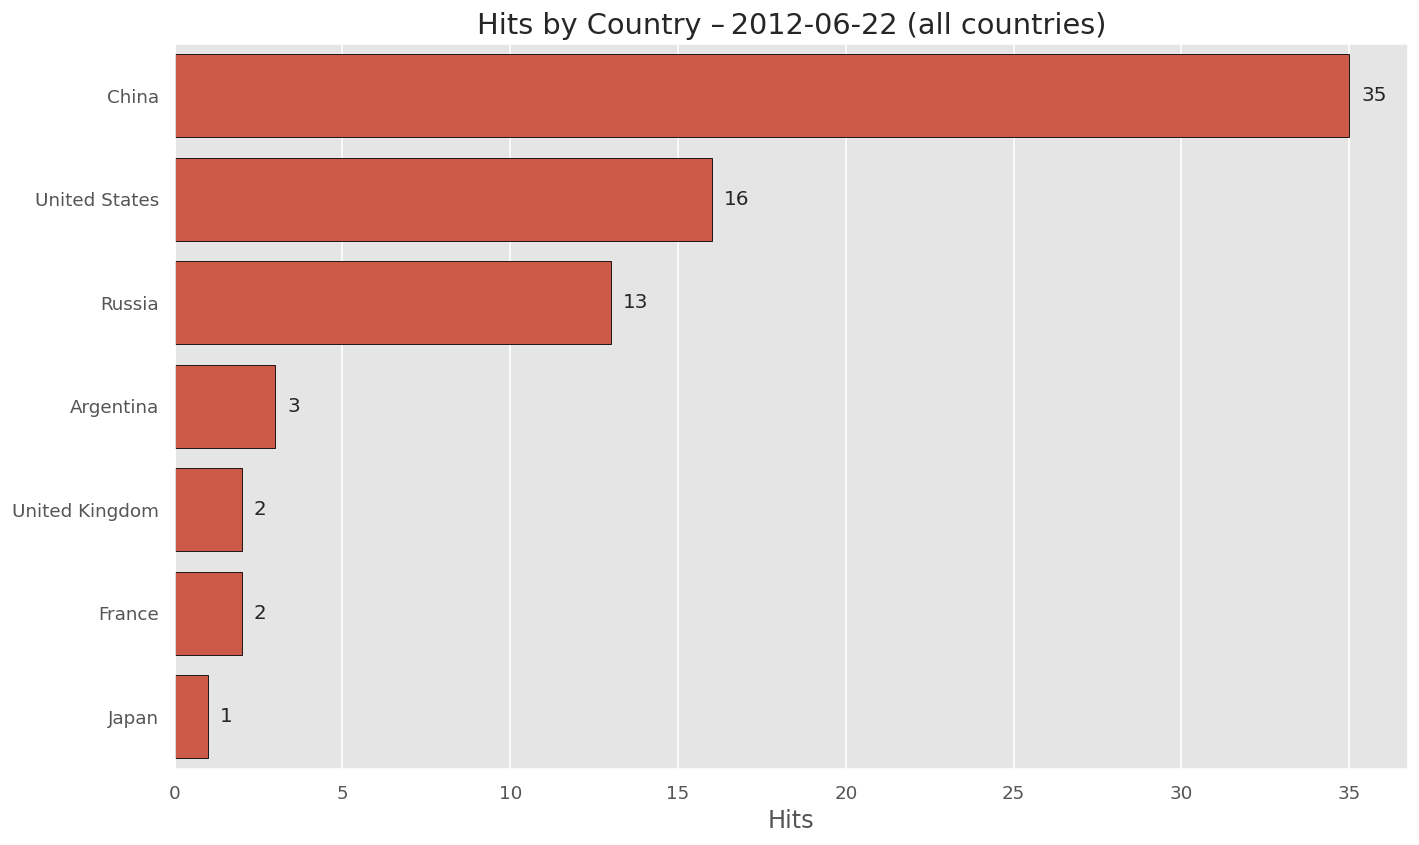 Hits by Country – 2012-06-22 (all countries)
China 35
United States 16
Russia 13
Argentina 3
United Kingdom 2
France 2
Japan 1
0 5 10 15 20 25 30 35
Hits